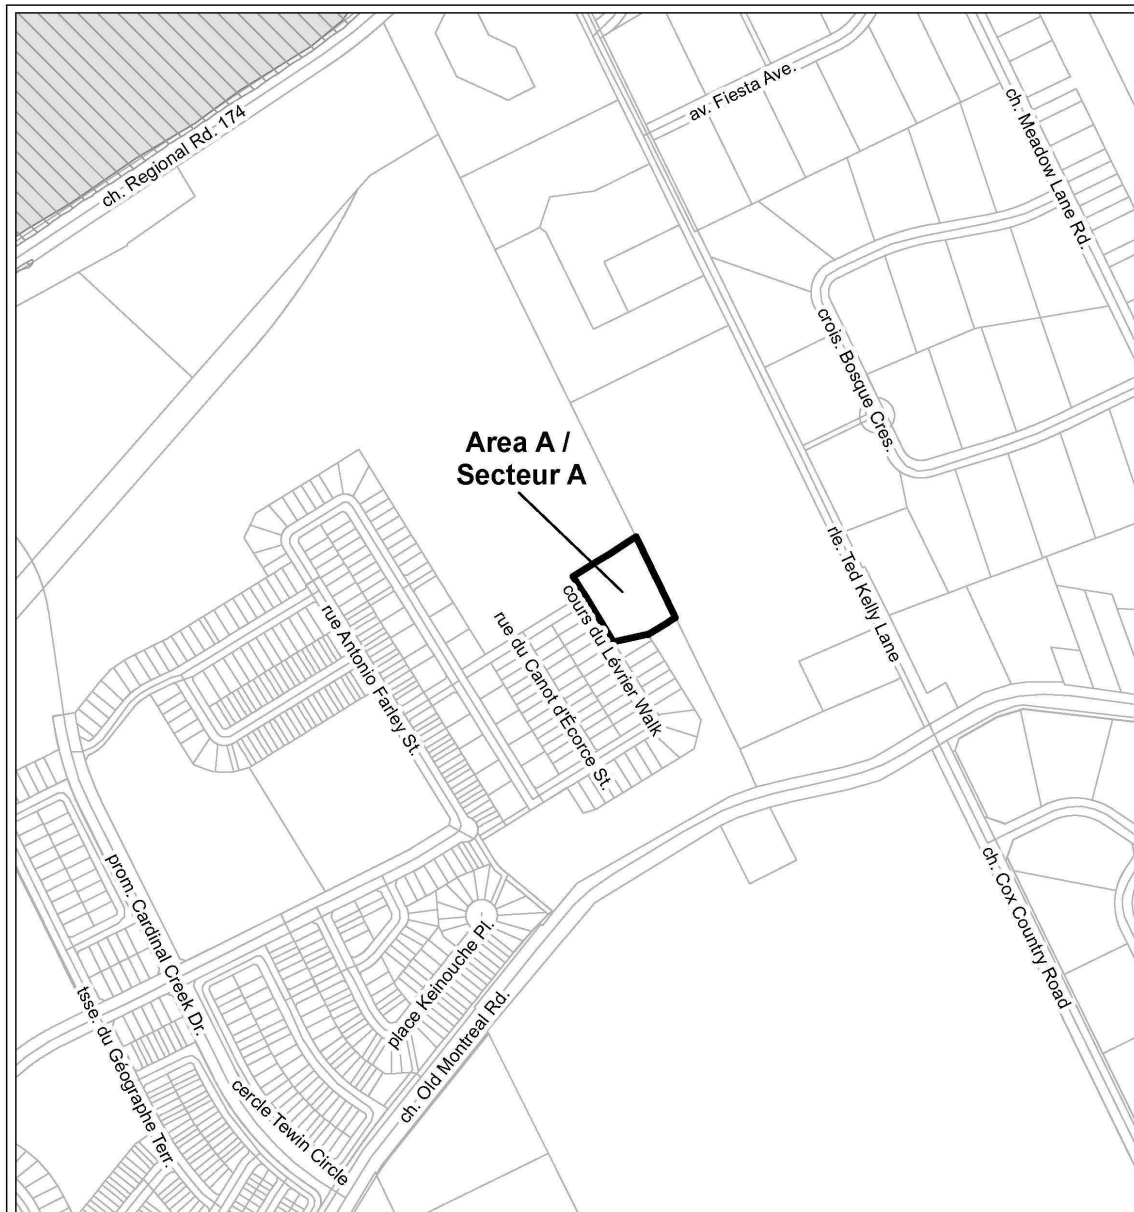 ch. Regional Rd. 174
av. Fiesta Ave.
ch. Meadow Lane Rd.
crois. Bosque Cres.
Area A /
Secteur A
rle. Ted Kelly Lane
cours du Lévrier Walk
rue du Canot d'Écorce St.
rue Antonio Farley St.
prom. Cardinal Creek Dr.
tsse. du Géographe Terr.
place Keinouche Pl.
ch. Old Montreal Rd.
cercle Tewin Circle
ch. Cox Country Road